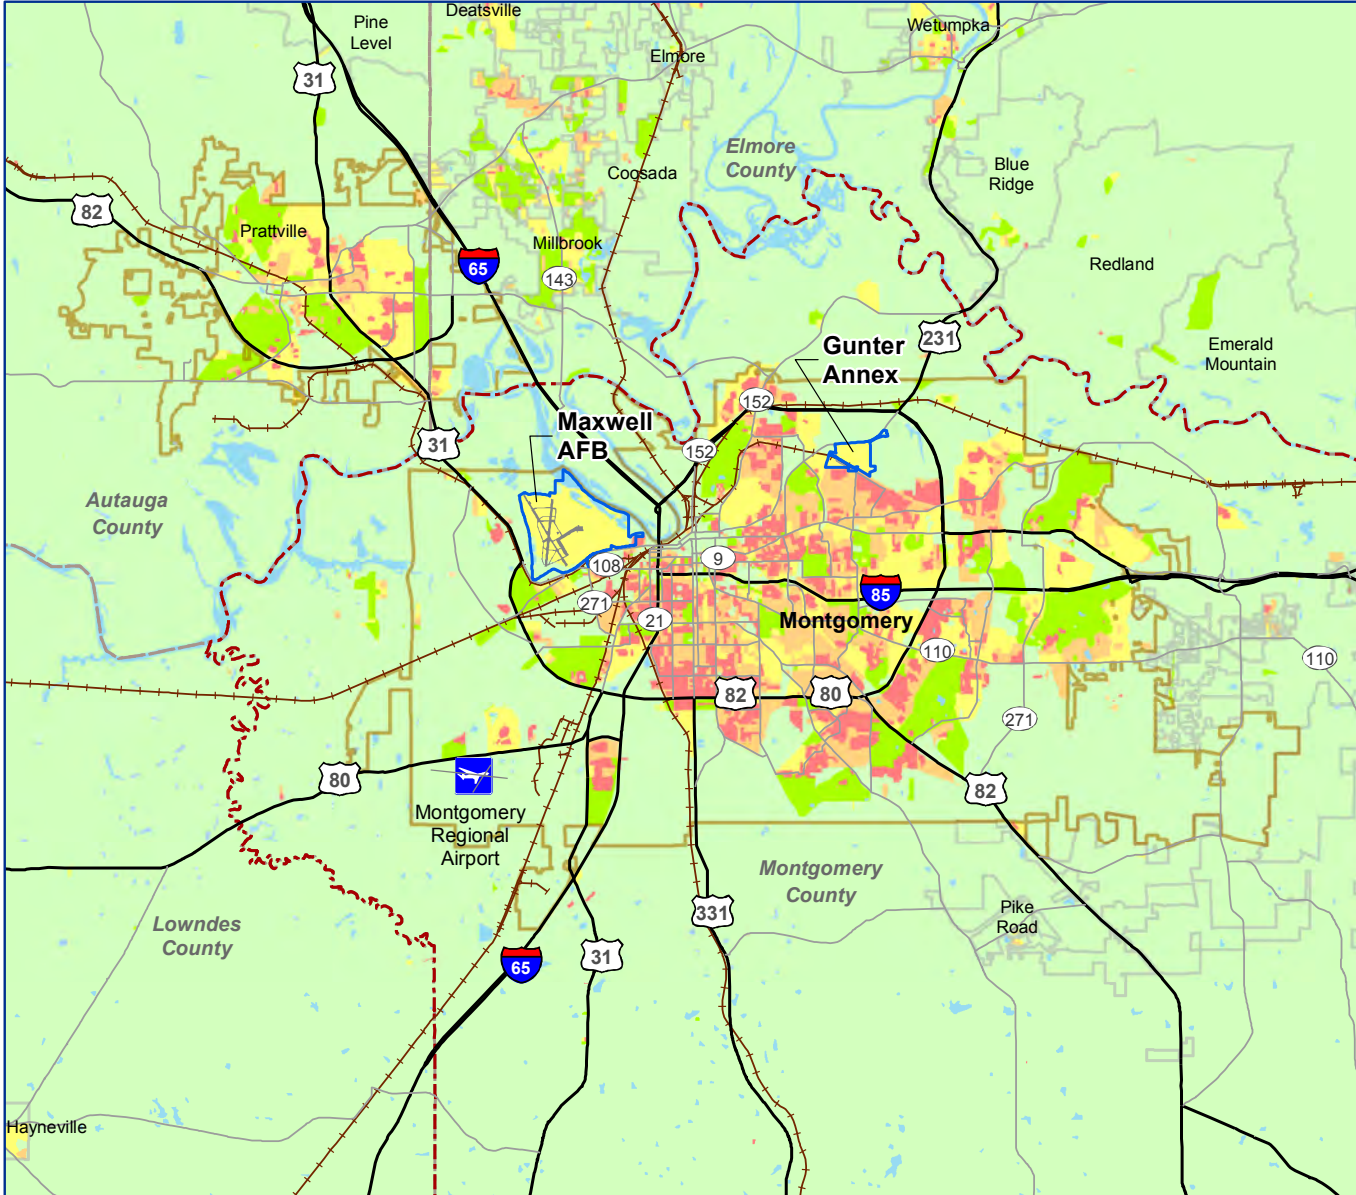 Deatsville
Pine
Level
Wetumpka
Elmore
31
Elmore
County
Blue
Ridge
Coosada
82
Prattville
Millbrook
65
143
Redland
231
Emerald
Mountain
Gunter
Annex
152
Maxwell
AFB
31
152
Autauga
County
108
9
85
271
21
Montgomery
110
110
82
80
271
80
82
Montgomery
Regional
Airport
Montgomery
County
331
Pike
Road
Lowndes
County
65
31
Hayneville